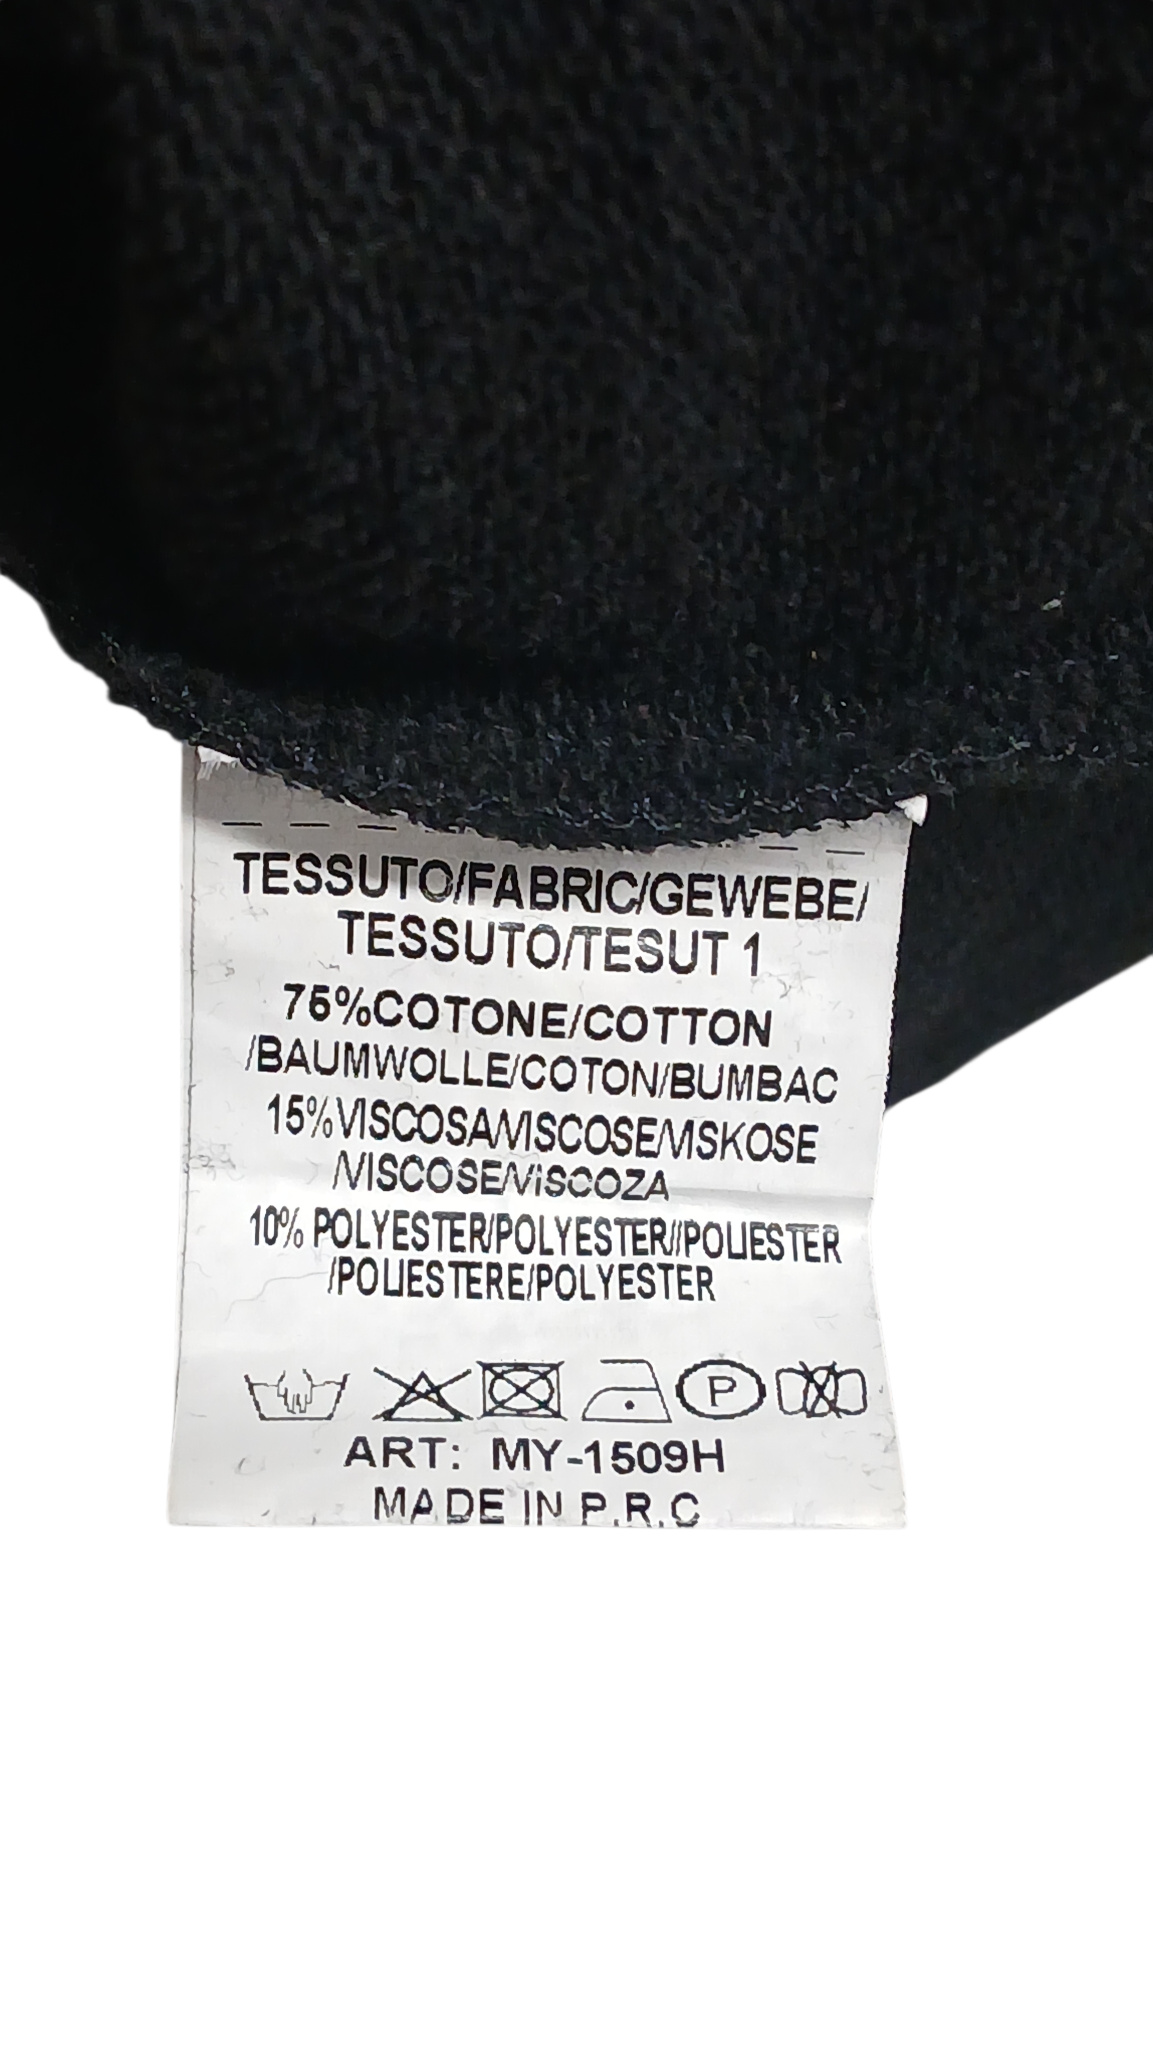 TESSUTO/FABRIC/GEWEBE/
TESSUTO/TESUT 1
75%COTONE/COTTON
/BAUMWOLLE/COTON/BUMBAC
15%VISCOSA/VISCOSE/VISKOSE
/VISCOSE/ViSCOZA
10% POLYESTER/POLYESTER//POLIESTER
/POLIESTERE/POLYESTER
P
ART: MY-1509H
MADE IN P.R.C